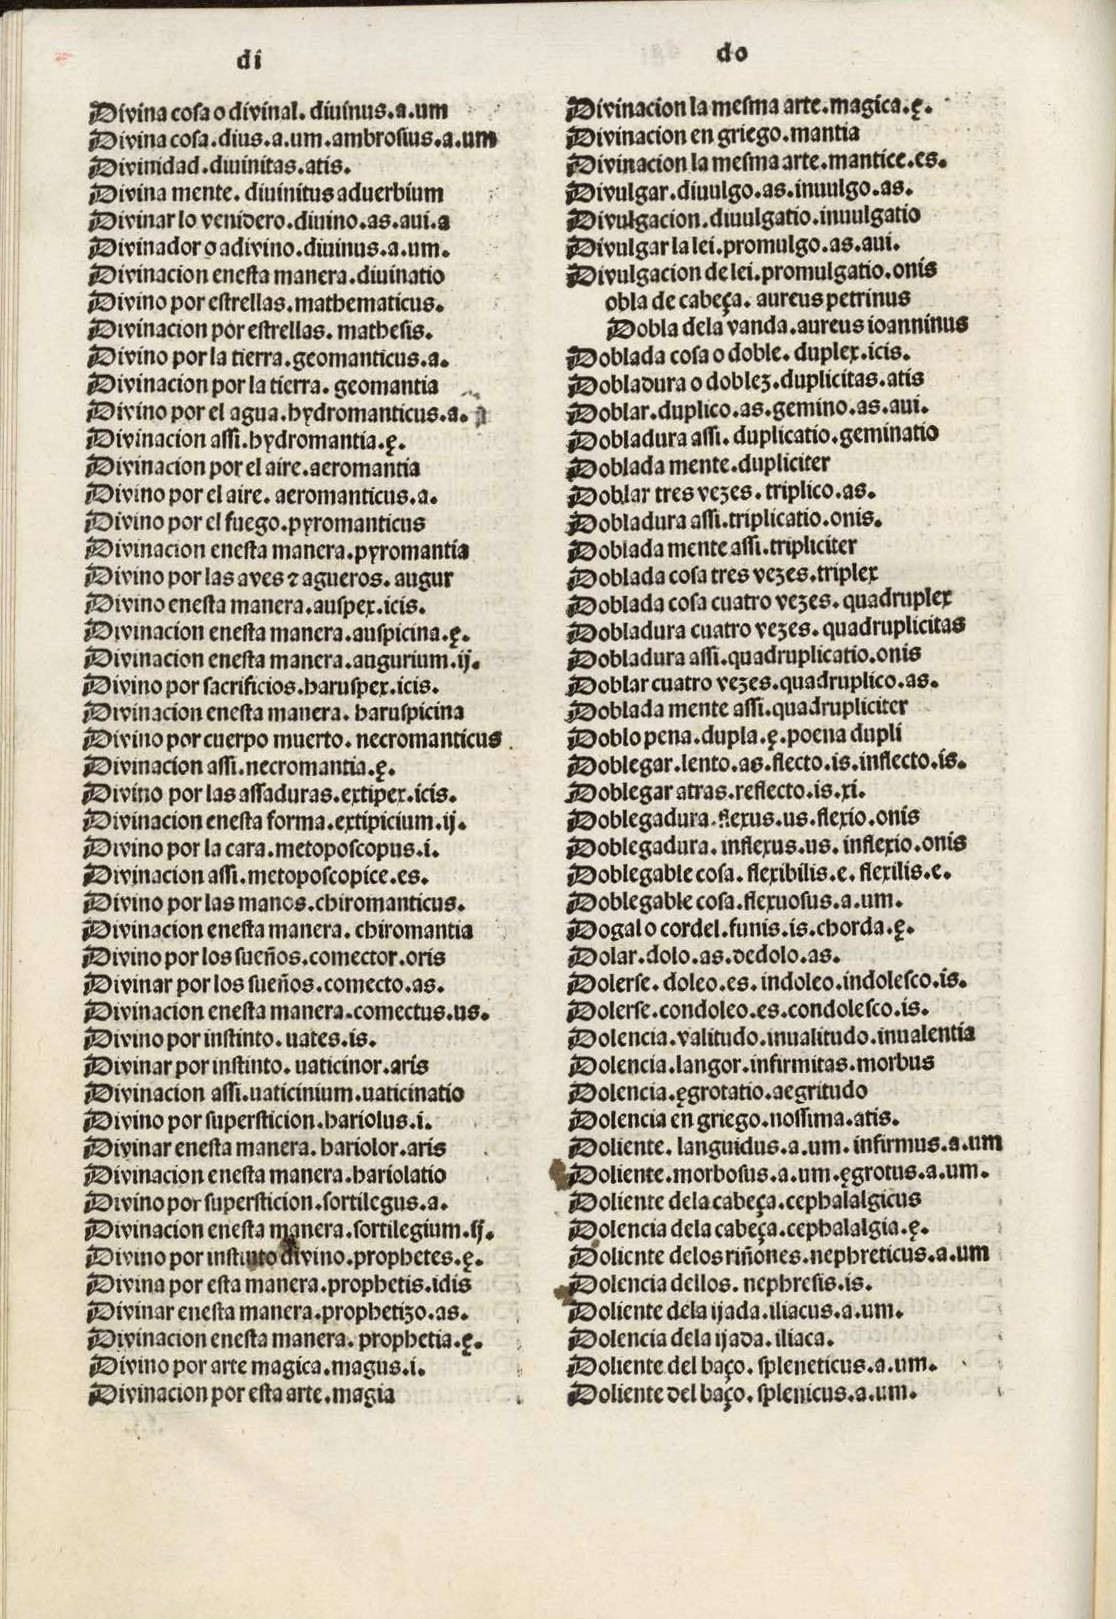 di
Divina cosa o divinal. diuinus.a.um
Divina cosa.dius.a.um.ambrosius.a.um
Divinidad.diuinitas.atis.
Divina mente. diuinitus aduerbium
Divinar lo venidero.diuino.as.aui.a
Divinador o adivino.diuinus.a.um.
Divinacion enesta manera.diuinatio
Divino por estrellas.mathematicus.
Divinacion por estrellas. mathesis.
Divino por la tierra.geomanticus.a.
Divinacion por la tierra. geomantia
Divino por el agua.hydromanticus.a.
Divinacion assi.hydromantia.ę.
Divinacion por el aire.aeromantia
Divino por el aire. aeromanticus.a.
Divino por el fuego.pyromanticus
Divinacion enesta manera.pyromantia
Divino por las aves ⁊ agueros. augur
Divino enesta manera.auspex.icis.
Divinacion enesta manera.auspicina.ę.
Divinacion enesta manera.augurium.ij.
Divino por sacrificios.haruspex.icis.
Divinacion enesta manera. haruspicina
Divino por cuerpo muerto. necromanticus
Divinacion assi.necromantia.ę.
Divino por las assaduras.extipex.icis.
Divinacion enesta forma.extipicium.ij.
Divino por la cara.metoposcopus.i.
Divinacion assi.metoposcopice.es.
Divino por las manos.chiromanticus.
Divinacion enesta manera. chiromantia
Divino por los sueños.comector.oris
Divinar por los sueños.comecto.as.
Divinacion enesta manera.comectus.us.
Divino por instinto.uates.is.
Divinar por instinto.uaticinor.aris
Divinacion assi.uaticinium.uaticinatio
Divino por supersticion.hariolus.i.
Divinar enesta manera. hariolor.aris
Divinacion enesta manera.hariolatio
Divino por supersticion.sortilegus.a.
Divinacion enesta manera.sortilegium.ij.
Divino por instinto divino.prophetes.ę.
Divina por esta manera.prophetis.idis
Divinar enesta manera.prophetizo.as.
Divinacion enesta manera. prophetia.ę.
Divino por arte magica.magus.i.
Divinacion por esta arte.magia
do
Divinacion la mesma arte.magica.ę.
Divinacion en griego.mantia
Divinacion la mesma arte.mantice.es.
Divulgar.diuulgo.as.inuulgo.as.
Divulgacion.diuulgatio.inuulgatio
Divulgar la lei.promulgo.as.aui.
Divulgacion de lei.promulgatio.onis
obla de cabeça. aureus petrinus
Dobla dela vanda.aureus ioanninus
Doblada cosa o doble. duplex.icis.
Dobladura o doblez.duplicitas.atis
Doblar.duplico.as.gemino.as.aui.
Dobladura assi. duplicatio.geminatio
Doblada mente.dupliciter
Doblar tres vezes. triplico.as.
Dobladura assi.triplicatio.onis.
Doblada mente assi.tripliciter
Doblada cosa tres vezes.triplex
Doblada cosa cuatro vezes. quadruplex
Dobladura cuatro vezes. quadruplicitas
Dobladura assi.quadruplicatio.onis
Doblar cuatro vezes.quadruplico.as.
Doblada mente assi.quadrupliciter
Doblo pena.dupla.ę.poena dupli
Doblegar.lento.as.flecto.is.inflecto.is.
Doblegar atras.reflecto.is.xi.
Doblegadura.flexus.us.flexio.onis
Doblegadura. inflexus.us. inflexio.onis
Doblegable cosa. flexibilis.e. flexilis.e.
Doblegable cosa.flexuosus.a.um.
Dogal o cordel.funis.is.chorda.ę.
Dolar.dolo.as.dedolo.as.
Dolerse. doleo.es.indoleo.indolesco.is.
Dolerse.condoleo.es.condolesco.is.
Dolencia.valitudo.inualitudo.inualentia
Dolencia.langor.infirmitas.morbus
Dolencia.ęgrotatio.aegritudo
Dolencia en griego.nossima.atis.
Doliente. languidus.a.um. infirmus.a.um
Doliente.morbosus.a.um.ęgrotus.a.um.
Doliente dela cabeça.cephalalgicus
Dolencia dela cabeça.cephalalgia.ę.
Doliente delos riñones.nephreticus.a.um
Dolencia dellos. nephresis.is.
Doliente dela ijada.iliacus.a.um.
Dolencia dela ijada.iliaca.
Doliente del baço. spleneticus.a.um.
Doliente del baço. splenicus.a.um.